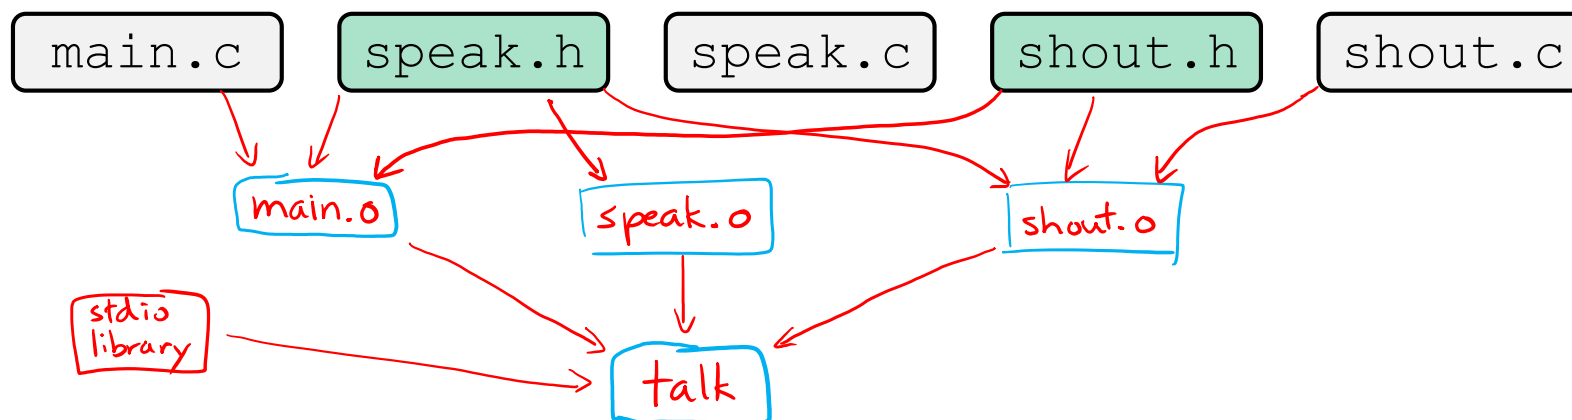 main.c
speak.h
speak.c
shout.h
shout.c
main.o
speak.o
shout.o
stdio
library
talk